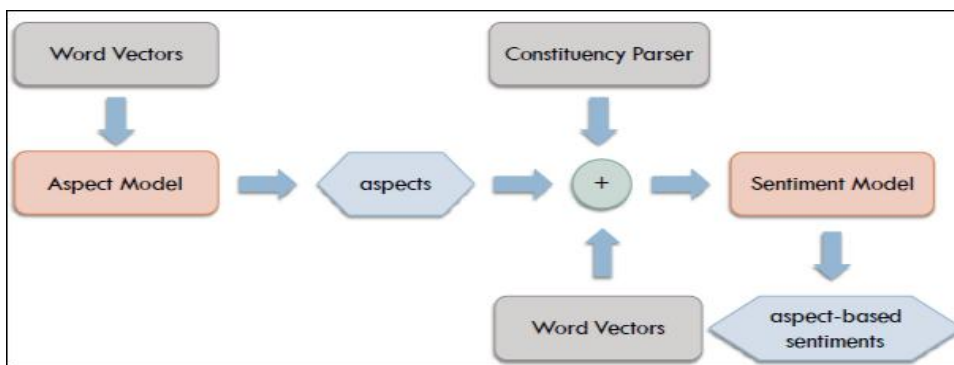 Word Vectors
Constituency Parser
Aspect Model
aspects
+
Sentiment Model
Word Vectors
aspect-based
sentiments